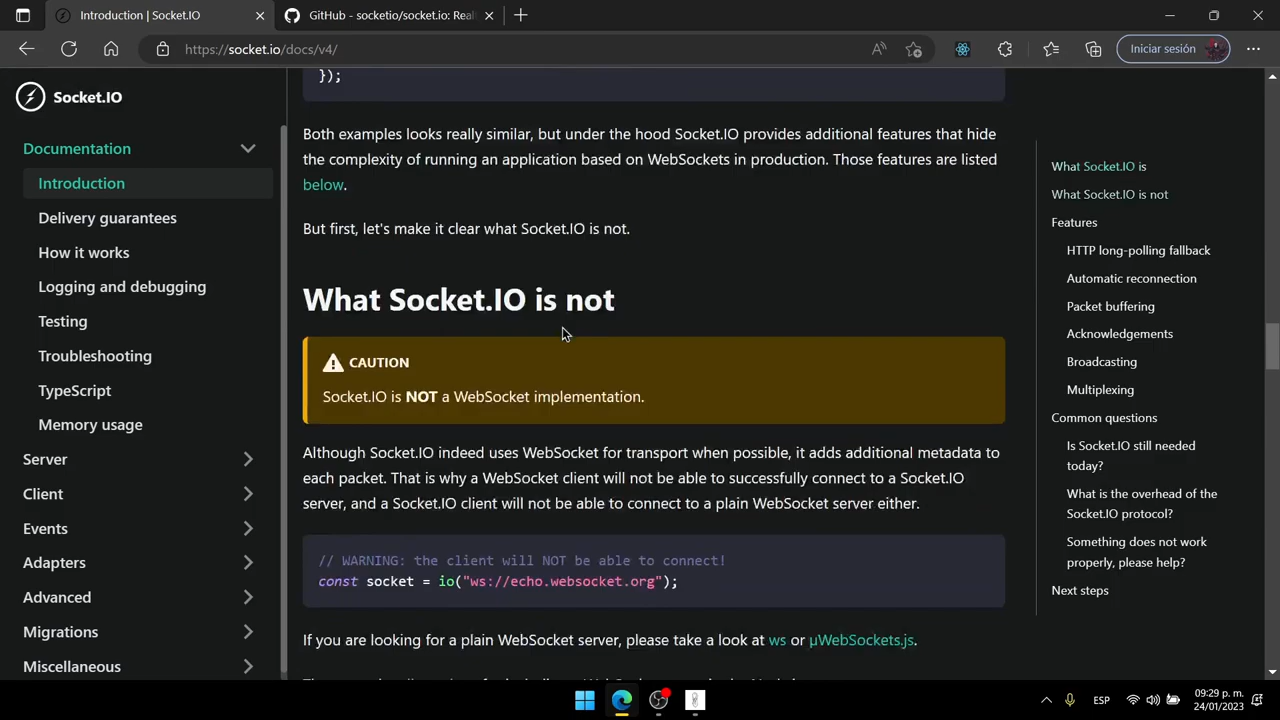 Introduction | Socket.IO
GitHub - socketio/socket.io: Real
https://socket.io/docs/v4/
Iniciar sesión
Socket.IO
Documentation
Introduction
Delivery guarantees
How it works
Logging and debugging
Testing
Troubleshooting
TypeScript
Memory usage
Server
Client
Events
Adapters
Advanced
Migrations
Miscellaneous
});
Both examples looks really similar, but under the hood Socket.IO provides additional features that hide
the complexity of running an application based on WebSockets in production. Those features are listed
below.
But first, let's make it clear what Socket.IO is not.
What Socket.IO is not
CAUTION
Socket.IO is NOT a WebSocket implementation.
Although Socket.IO indeed uses WebSocket for transport when possible, it adds additional metadata to
each packet. That is why a WebSocket client will not be able to successfully connect to a Socket.IO
server, and a Socket.IO client will not be able to connect to a plain WebSocket server either.
// WARNING: the client will NOT be able to connect!
const socket = io("ws://echo.websocket.org");
If you are looking for a plain WebSocket server, please take a look at ws or µWebSockets.js.
What Socket.IO is
What Socket.IO is not
Features
HTTP long-polling fallback
Automatic reconnection
Packet buffering
Acknowledgements
Broadcasting
Multiplexing
Common questions
Is Socket.IO still needed
today?
What is the overhead of the
Socket.IO protocol?
Something does not work
properly, please help?
Next steps
ESP
09:29 p. m.
24/01/2023